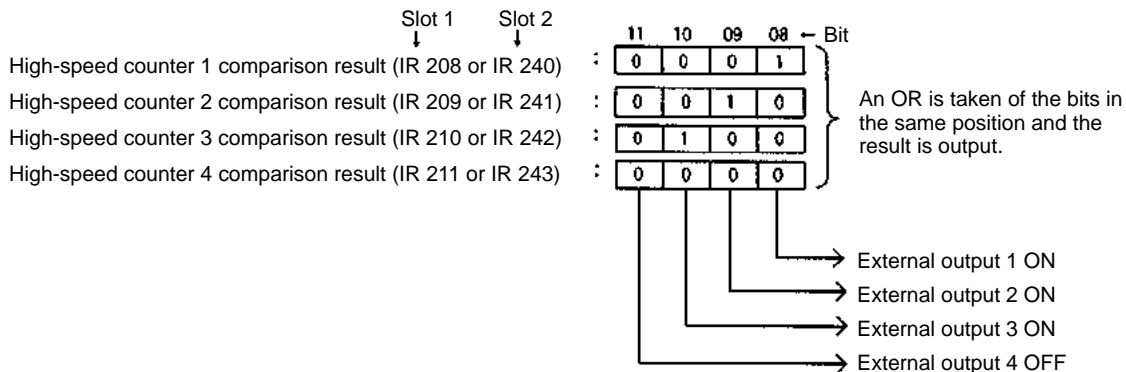 Slot 1 Slot 2
11 10 09 08 ← Bit
High-speed counter 1 comparison result (IR 208 or IR 240) : 0 0 0 1
High-speed counter 2 comparison result (IR 209 or IR 241) : 0 0 1 0
High-speed counter 3 comparison result (IR 210 or IR 242) : 0 1 0 0
High-speed counter 4 comparison result (IR 211 or IR 243) : 0 0 0 0
An OR is taken of the bits in
the same position and the
result is output.
External output 1 ON
External output 2 ON
External output 3 ON
External output 4 OFF